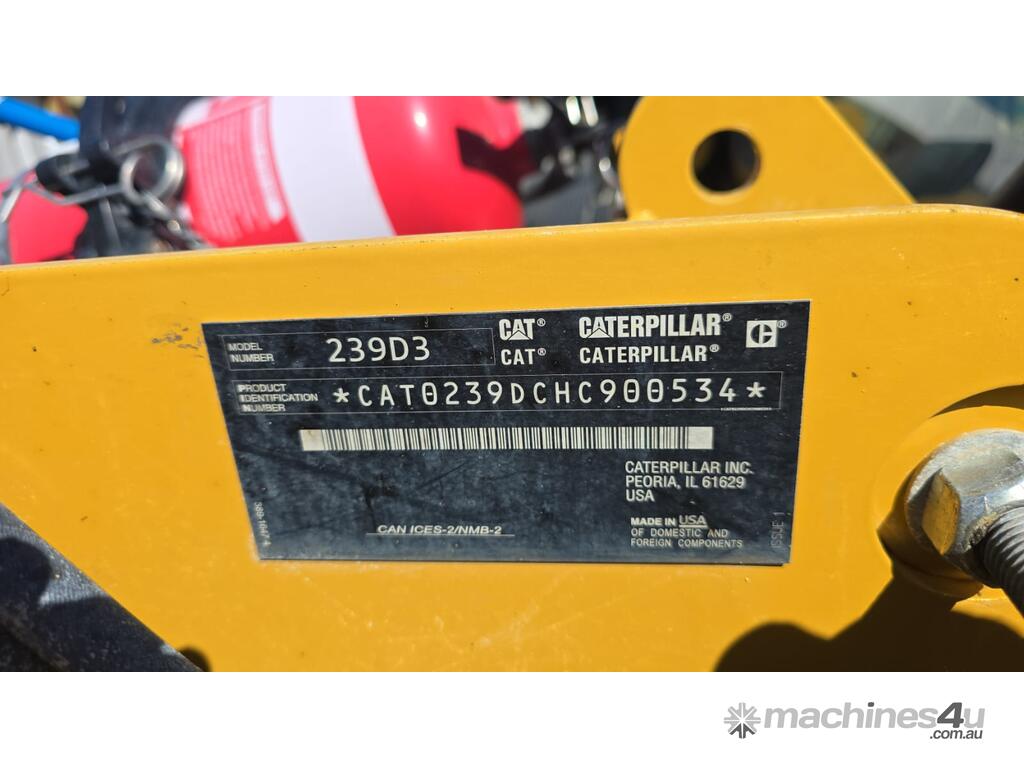 MODEL NUMBER 239D3
CAT® CATERPILLAR®
CAT® CATERPILLAR®
PRODUCT IDENTIFICATION NUMBER *CAT0239DCHC900534*
CATERPILLAR INC.
PEORIA, IL 61629
USA
CAN ICES-2/NMB-2
MADE IN USA
OF DOMESTIC AND
FOREIGN COMPONENTS
ISSUE 1
machines4u
.com.au